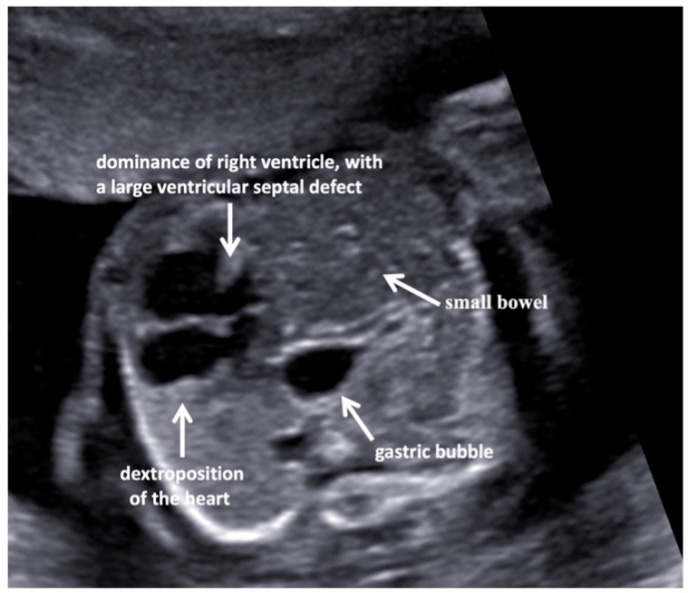 dominance of right ventricle, with
a large ventricular septal defect
small bowel
gastric bubble
dextroposition
of the heart